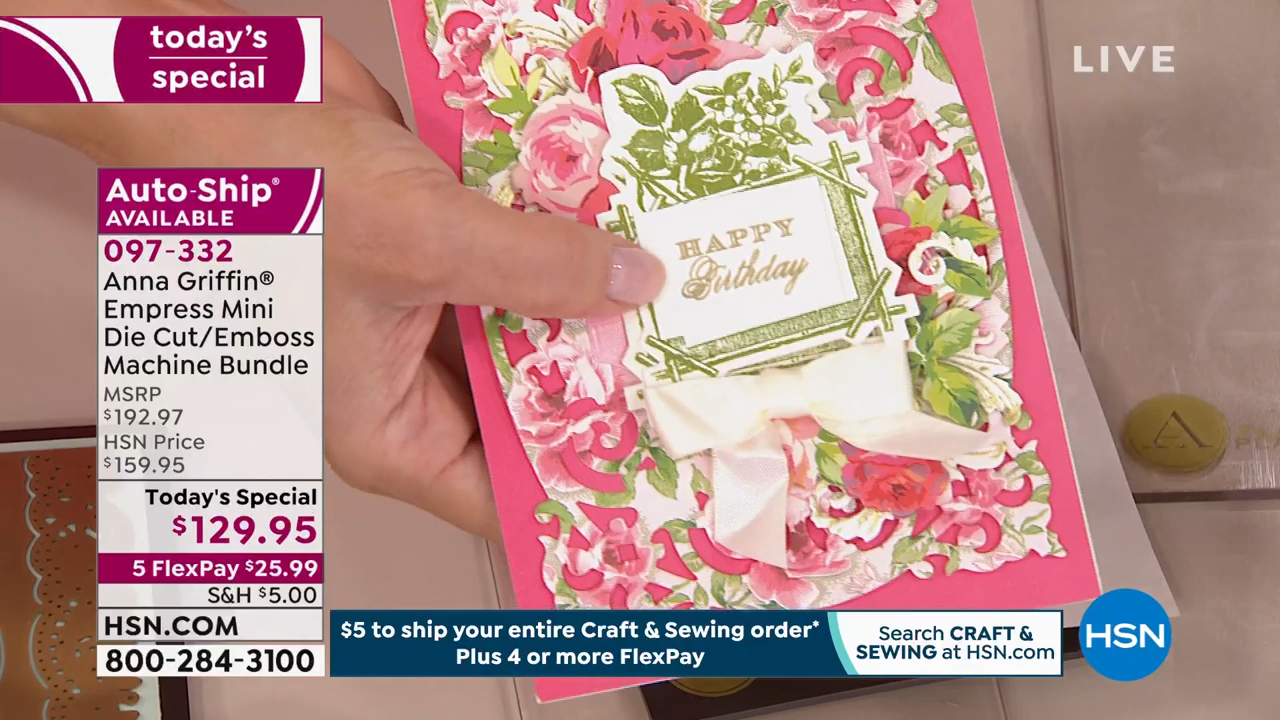 today's
special
LIVE
Auto-Ship®
AVAILABLE
097-332
Anna Griffin®
Empress Mini
Die Cut/Emboss
Machine Bundle
MSRP
$192.97
HSN Price
$159.95
Today's Special
$129.95
5 FlexPay $25.99
S&H $5.00
HSN.COM
800-284-3100
HAPPY
Birthday
$5 to ship your entire Craft & Sewing order*
Plus 4 or more FlexPay
Search CRAFT &
SEWING at HSN.com
HSN